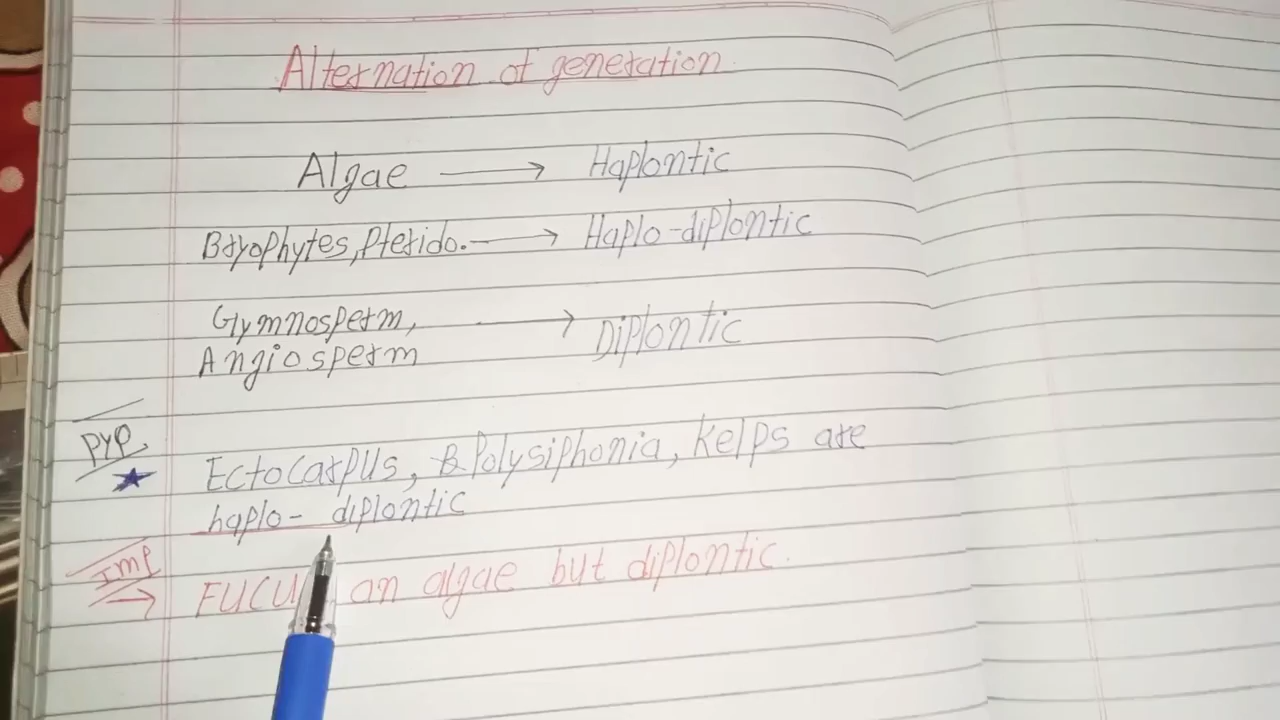 Alternation of generation
Algae → Haplontic
Bryophytes, Pterido. → Haplo-diplontic
Gymnosperm,
Angiosperm → Diplontic
PYP
★ Ectocarpus, & Polysiphonia, Kelps are
haplo- diplontic
IMP
→ FUCU an algae but diplontic.